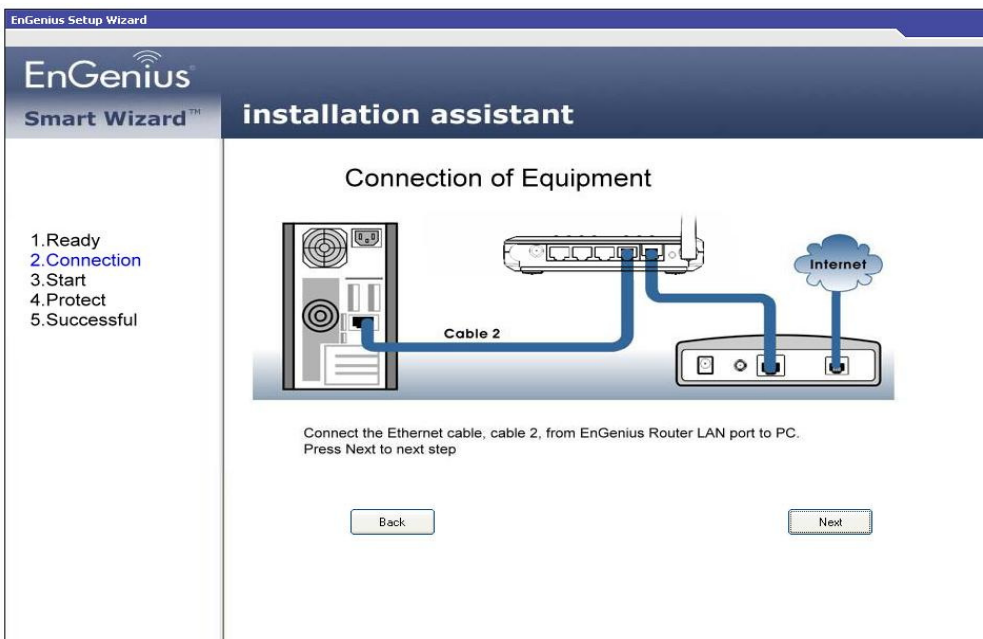 EnGenius Setup Wizard
EnGenius®
Smart Wizard™
installation assistant
Connection of Equipment
1.Ready
2.Connection
3.Start
4.Protect
5.Successful
Cable 2
Internet
Connect the Ethernet cable, cable 2, from EnGenius Router LAN port to PC.
Press Next to next step
Back
Next